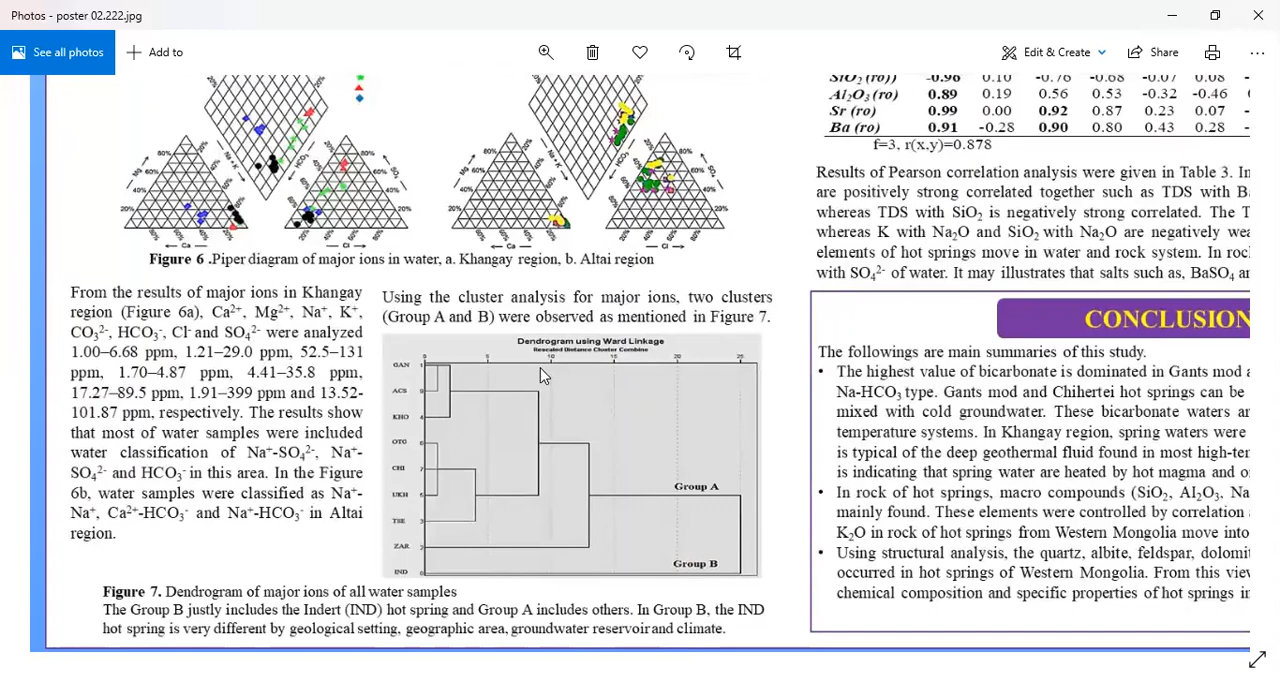 Photos - poster 02.222.jpg
See all photos
Add to
Edit & Create
Share
Figure 6 .Piper diagram of major ions in water, a. Khangay region, b. Altai region
From the results of major ions in Khangay
region (Figure 6a), Ca²⁺, Mg²⁺, Na⁺, K⁺,
CO₃²⁻, HCO₃⁻, Cl⁻ and SO₄²⁻ were analyzed
1.00–6.68 ppm, 1.21–29.0 ppm, 52.5–131
ppm, 1.70–4.87 ppm, 4.41–35.8 ppm,
17.27–89.5 ppm, 1.91–399 ppm and 13.52-
101.87 ppm, respectively. The results show
that most of water samples were included
water classification of Na⁺-SO₄²⁻, Na⁺-
SO₄²⁻ and HCO₃⁻ in this area. In the Figure
6b, water samples were classified as Na⁺-
Na⁺, Ca²⁺-HCO₃⁻ and Na⁺-HCO₃⁻ in Altai
region.
Using the cluster analysis for major ions, two clusters
(Group A and B) were observed as mentioned in Figure 7.
Dendrogram using Ward Linkage
Rescaled Distance Cluster Combine
0 5 10 15 20 25
GAN 1
ACS
KHO
OTG
CHI
UKH
TSE
ZAR
IND
Group A
Group B
Figure 7. Dendrogram of major ions of all water samples
The Group B justly includes the Indert (IND) hot spring and Group A includes others. In Group B, the IND
hot spring is very different by geological setting, geographic area, groundwater reservoir and climate.
SiO₂ (ro)) -0.96 0.10 -0.76 -0.68 -0.07 0.08
Al₂O₃ (ro) 0.89 0.19 0.56 0.53 -0.32 -0.46
Sr (ro) 0.99 0.00 0.92 0.87 0.23 0.07
Ba (ro) 0.91 -0.28 0.90 0.80 0.43 0.28
f=3, r(x,y)=0.878
Results of Pearson correlation analysis were given in Table 3. In
are positively strong correlated together such as TDS with B
whereas TDS with SiO₂ is negatively strong correlated. The T
whereas K with Na₂O and SiO₂ with Na₂O are negatively wea
elements of hot springs move in water and rock system. In roc
with SO₄²⁻ of water. It may illustrates that salts such as, BaSO₄ an
CONCLUSION
The followings are main summaries of this study.
• The highest value of bicarbonate is dominated in Gants mod a
Na-HCO₃ type. Gants mod and Chihertei hot springs can be
mixed with cold groundwater. These bicarbonate waters ar
temperature systems. In Khangay region, spring waters were
is typical of the deep geothermal fluid found in most high-ter
is indicating that spring water are heated by hot magma and o
• In rock of hot springs, macro compounds (SiO₂, Al₂O₃, Na
mainly found. These elements were controlled by correlation
K₂O in rock of hot springs from Western Mongolia move into
• Using structural analysis, the quartz, albite, feldspar, dolomit
occurred in hot springs of Western Mongolia. From this view
chemical composition and specific properties of hot springs in